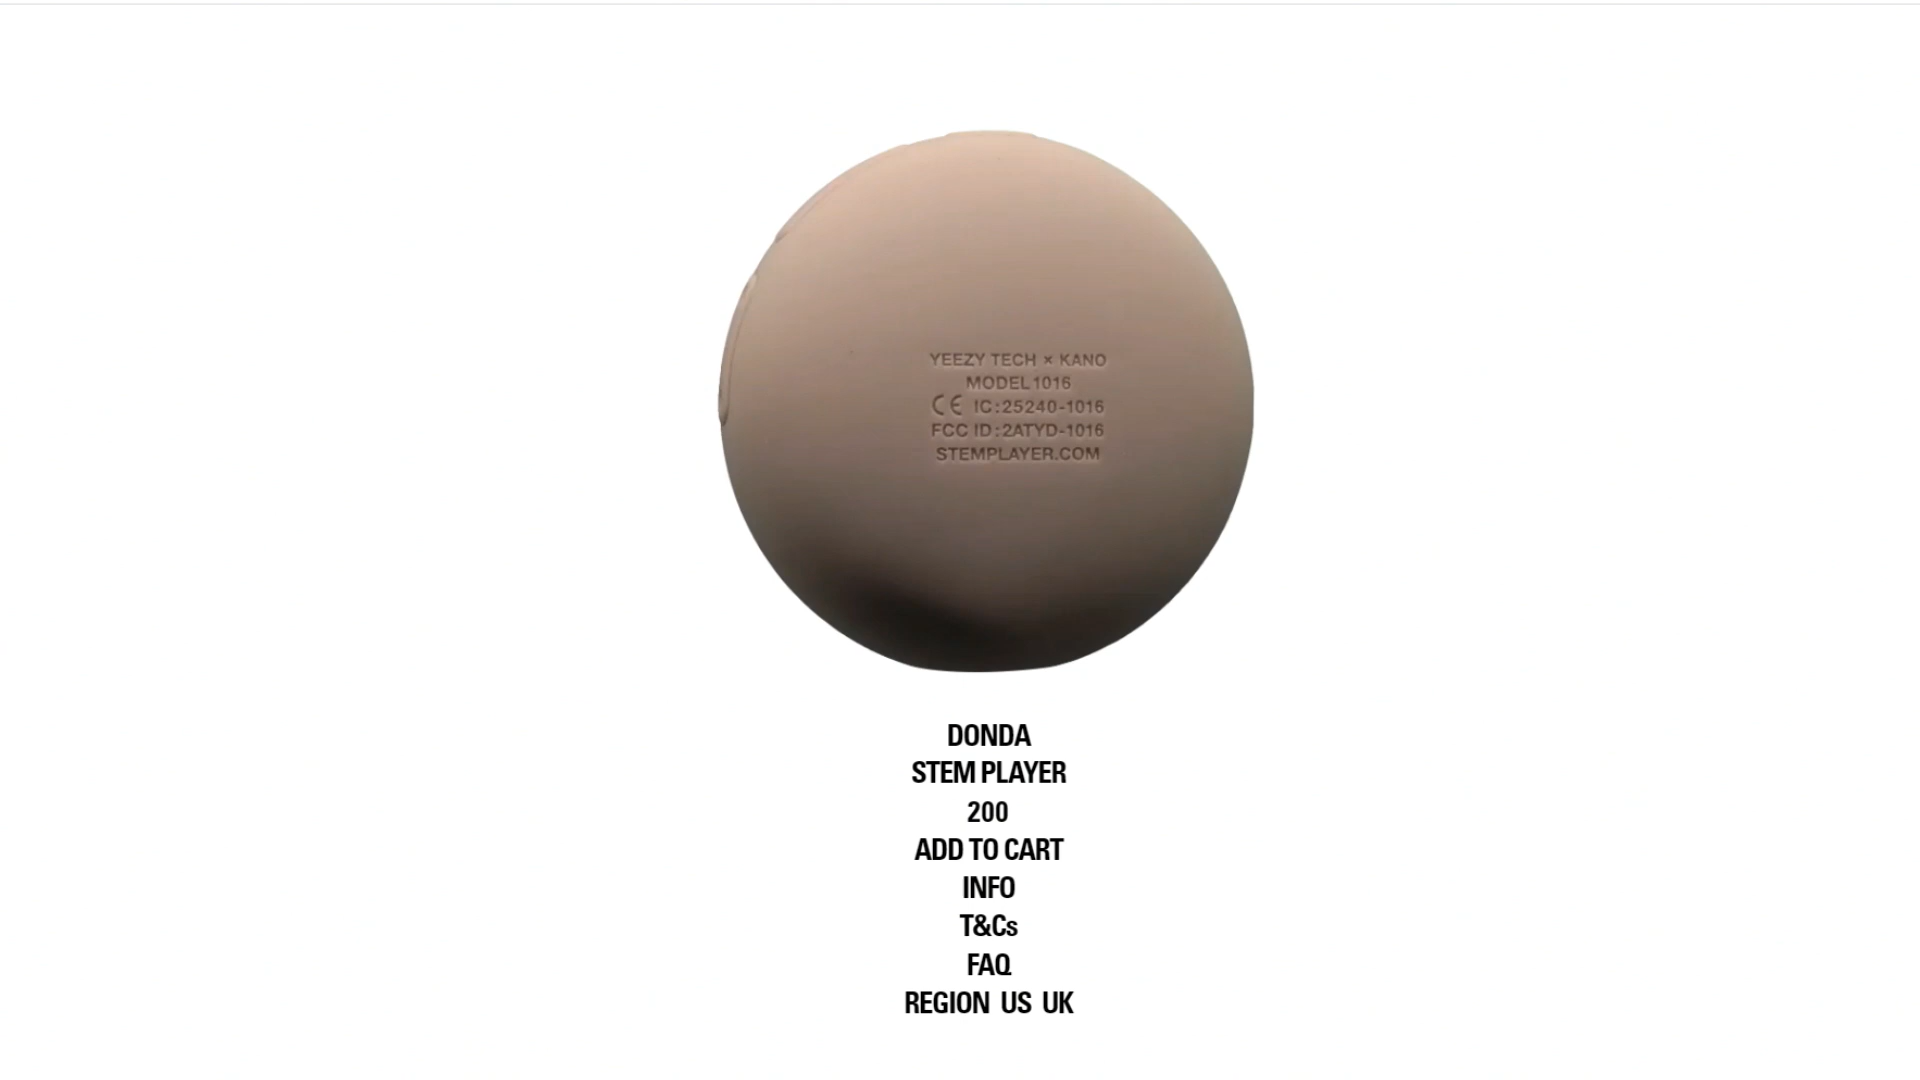 YEEZY TECH × KANO
MODEL 1016
CE IC:25240-1016
FCC ID:2ATYD-1016
STEMPLAYER.COM
DONDA
STEM PLAYER
200
ADD TO CART
INFO
T&Cs
FAQ
REGION US UK